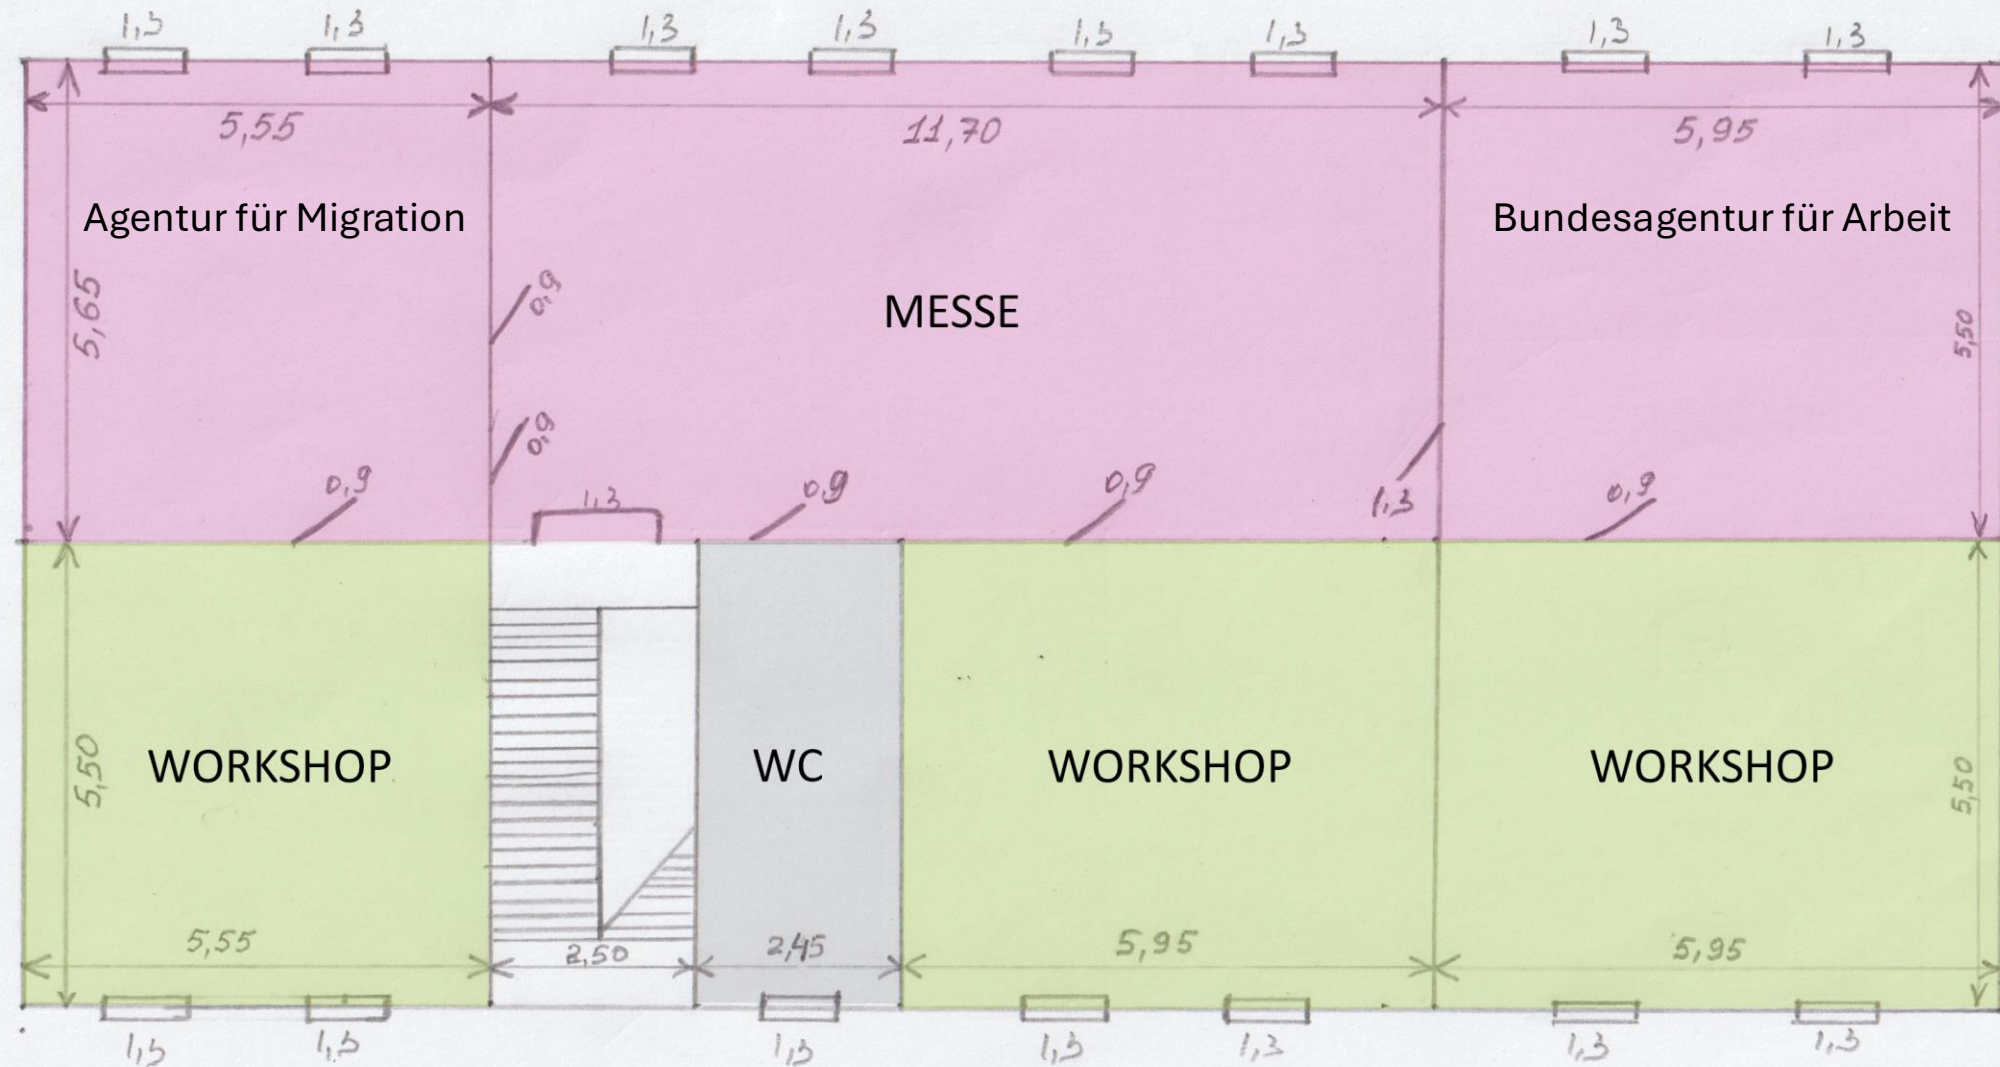 1,3 1,3 1,3 1,3 1,3 1,3 1,3 1,3
5,55 11,70 5,95
Agentur für Migration
Bundesagentur für Arbeit
5,65
0,9
MESSE
5,50
0,9
0,9
1,3
0,9
0,9
1,3
0,9
5,50
WORKSHOP
WC
WORKSHOP
WORKSHOP
5,50
5,55 2,50 2,45 5,95 5,95
1,3 1,3 1,3 1,3 1,3 1,3 1,3